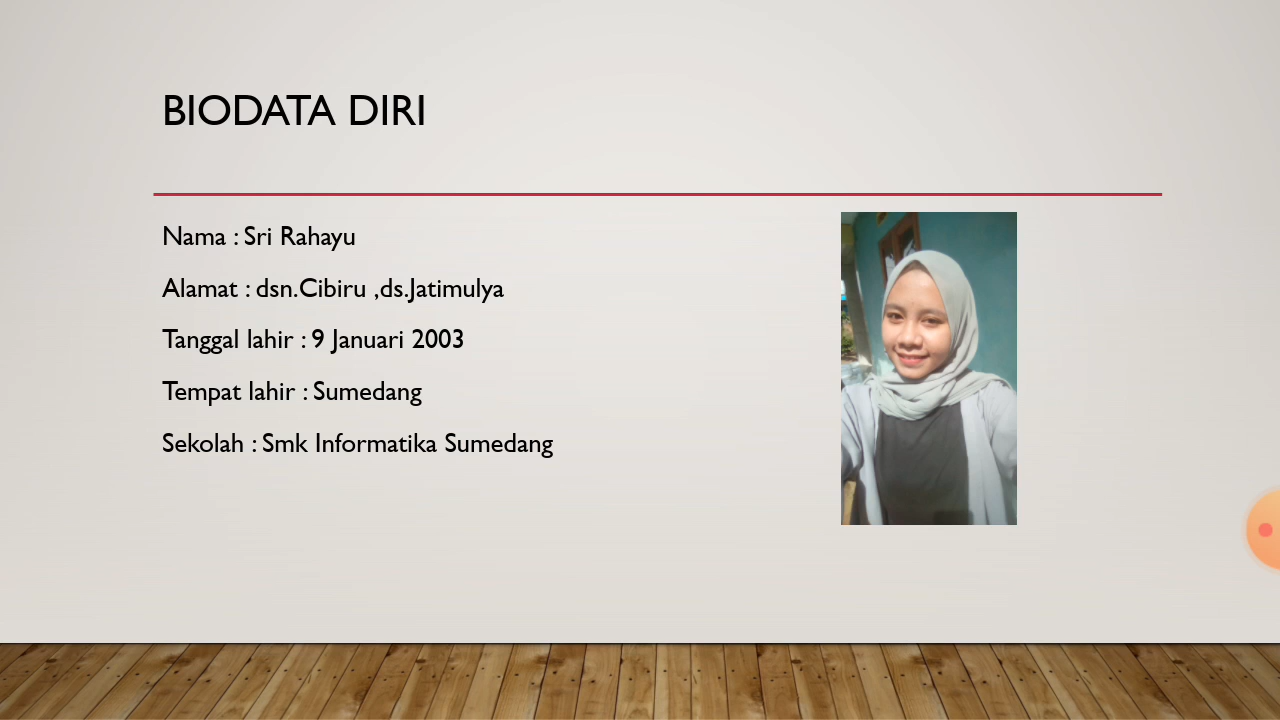 BIODATA DIRI
Nama : Sri Rahayu
Alamat : dsn.Cibiru ,ds.Jatimulya
Tanggal lahir : 9 Januari 2003
Tempat lahir : Sumedang
Sekolah : Smk Informatika Sumedang